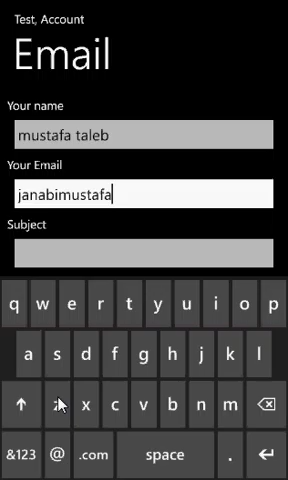 Test, Account
Email
Your name
mustafa taleb
Your Email
janabimustafa
Subject
q w e r t y u i o p
a s d f g h j k l
z x c v b n m
&123 @ .com space .